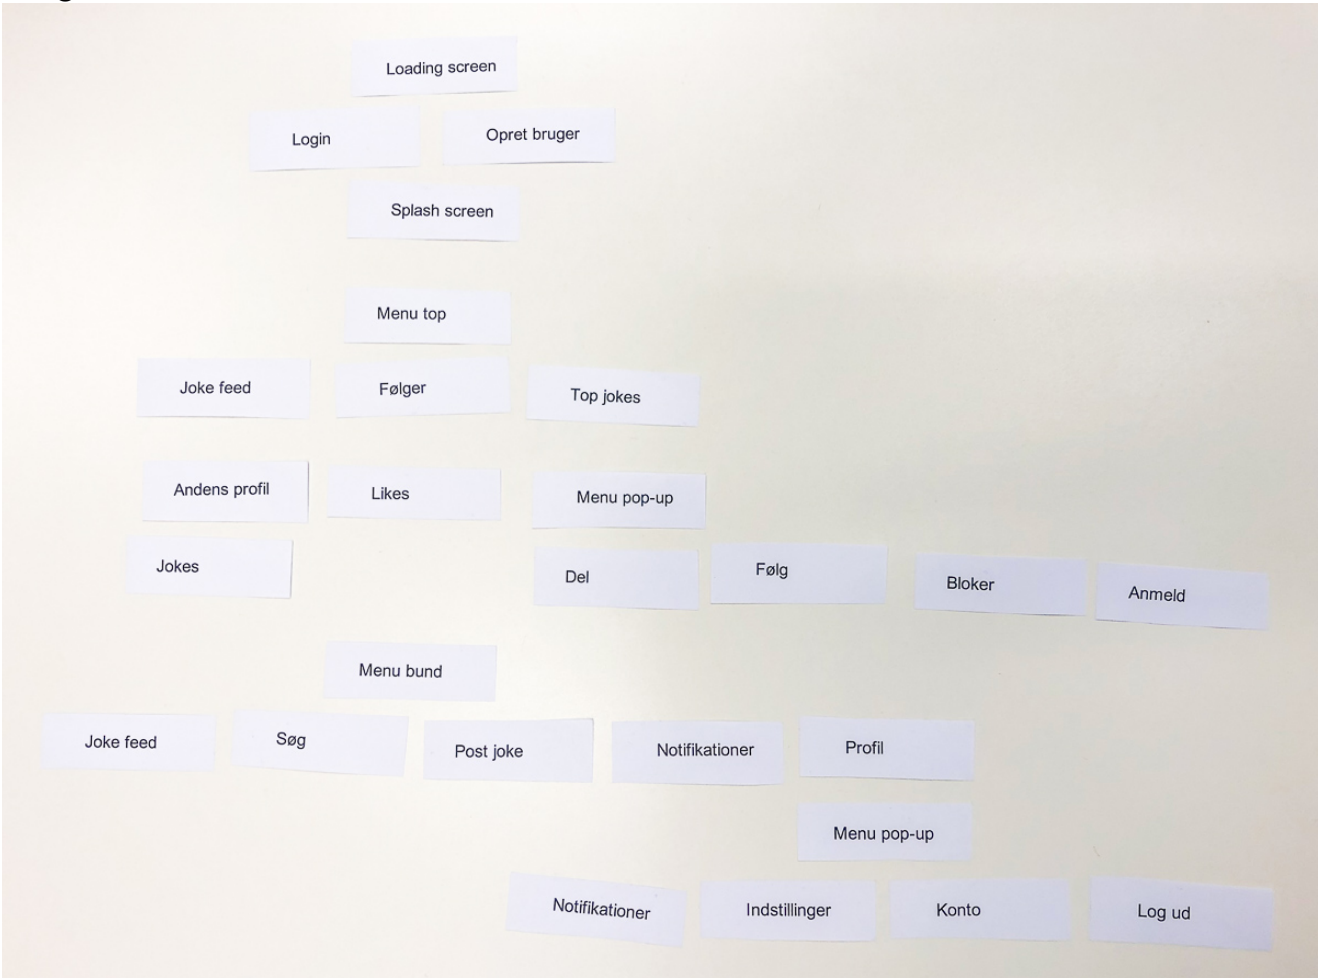 Loading screen
Login
Opret bruger
Splash screen
Menu top
Joke feed
Følger
Top jokes
Andens profil
Likes
Menu pop-up
Jokes
Del
Følg
Bloker
Anmeld
Menu bund
Joke feed
Søg
Post joke
Notifikationer
Profil
Menu pop-up
Notifikationer
Indstillinger
Konto
Log ud